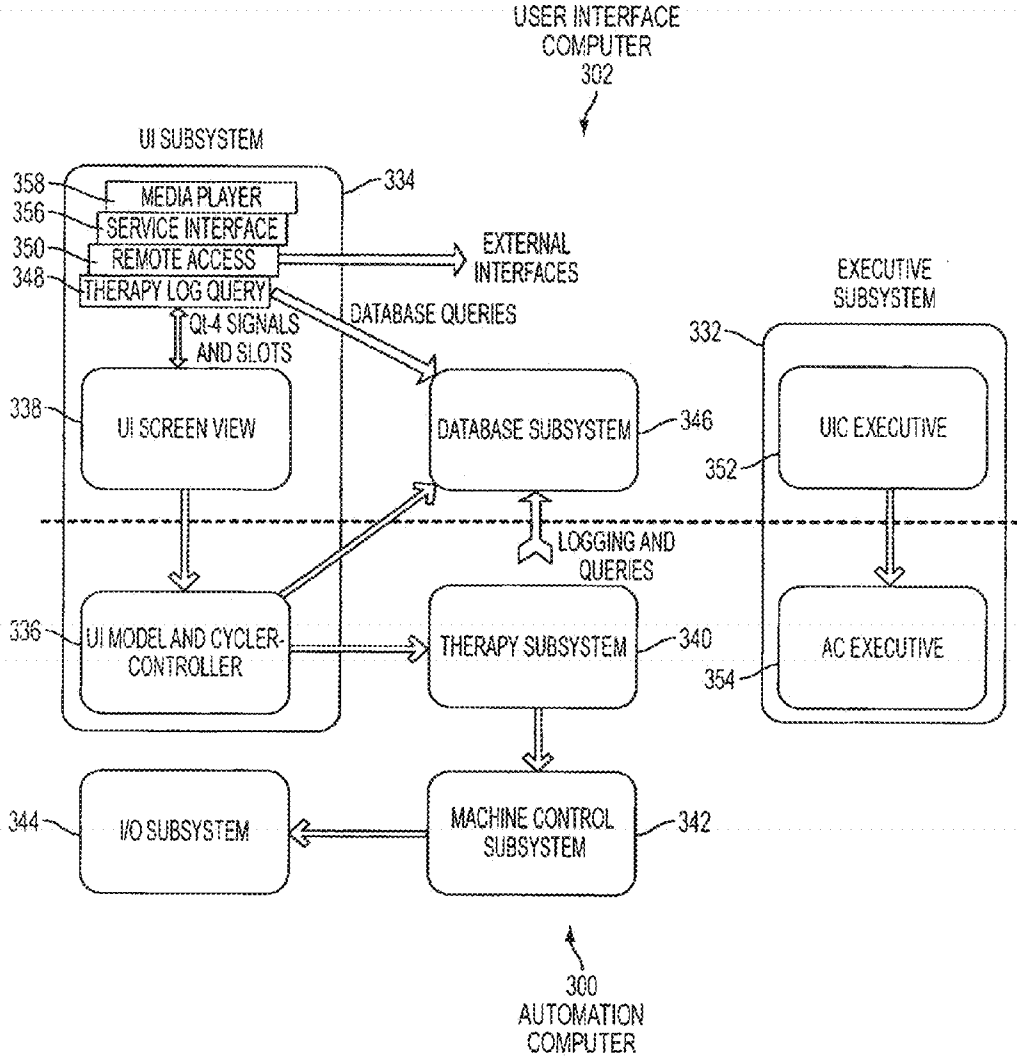 USER INTERFACE
COMPUTER
302
UI SUBSYSTEM
334
358
MEDIA PLAYER
356
SERVICE INTERFACE
350
REMOTE ACCESS
348
THERAPY LOG QUERY
EXTERNAL
INTERFACES
EXECUTIVE
SUBSYSTEM
DATABASE QUERIES
Qt-4 SIGNALS
AND SLOTS
332
338
UI SCREEN VIEW
DATABASE SUBSYSTEM
346
UIC EXECUTIVE
352
LOGGING AND
QUERIES
336
UI MODEL AND CYCLER-
CONTROLLER
THERAPY SUBSYSTEM
340
AC EXECUTIVE
354
344
I/O SUBSYSTEM
MACHINE CONTROL
SUBSYSTEM
342
300
AUTOMATION
COMPUTER